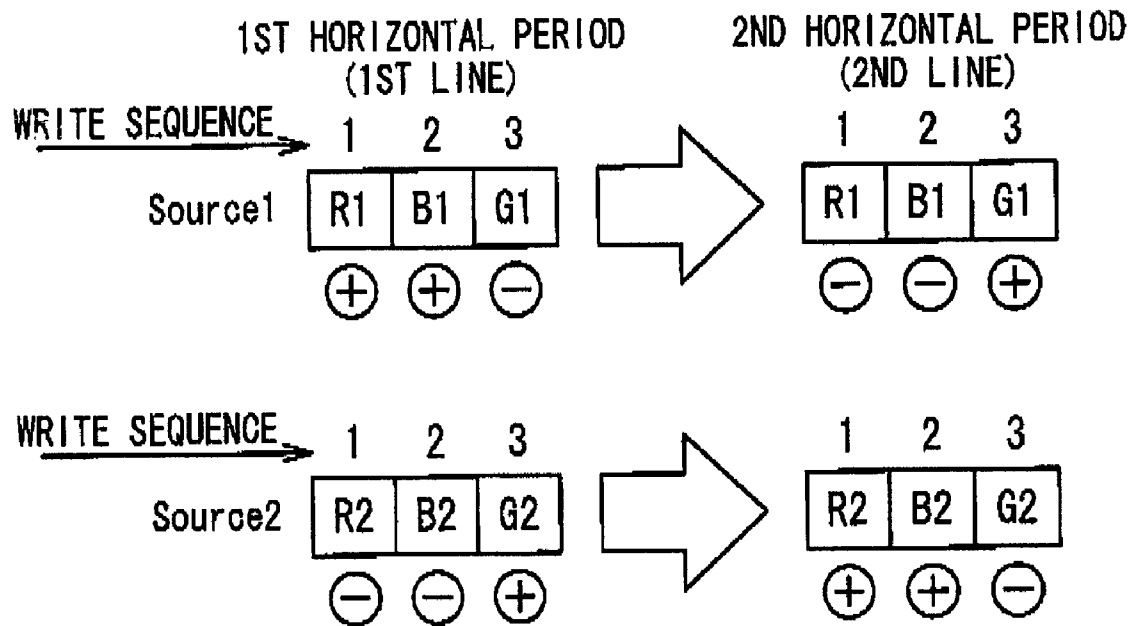 1ST HORIZONTAL PERIOD
(1ST LINE)
2ND HORIZONTAL PERIOD
(2ND LINE)
WRITE SEQUENCE 1 2 3
1 2 3
Source1 R1 B1 G1
R1 B1 G1
+ + -
- - +
WRITE SEQUENCE 1 2 3
1 2 3
Source2 R2 B2 G2
R2 B2 G2
- - +
+ + -